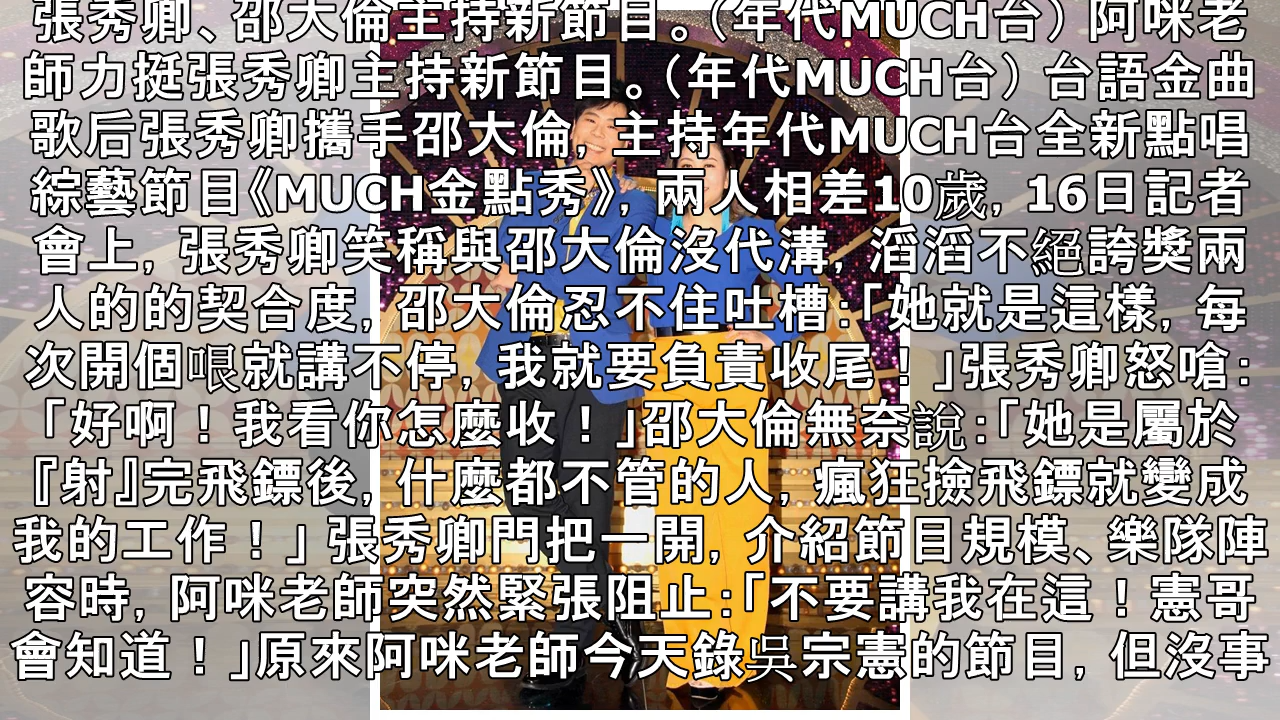 張秀卿、邵大倫主持新節目。（年代MUCH台） 阿咪老
師力挺張秀卿主持新節目。（年代MUCH台） 台語金曲
歌后張秀卿攜手邵大倫，主持年代MUCH台全新點唱
綜藝節目《MUCH金點秀》，兩人相差10歲，16日記者
會上，張秀卿笑稱與邵大倫沒代溝，滔滔不絕誇獎兩
人的的契合度，邵大倫忍不住吐槽：「她就是這樣，每
次開個哏就講不停，我就要負責收尾！」張秀卿怒嗆：
「好啊！我看你怎麼收！」邵大倫無奈說：「她是屬於
『射』完飛鏢後，什麼都不管的人，瘋狂撿飛鏢就變成
我的工作！」 張秀卿門把一開，介紹節目規模、樂隊陣
容時，阿咪老師突然緊張阻止：「不要講我在這！憲哥
會知道！」原來阿咪老師今天錄吳宗憲的節目，但沒事